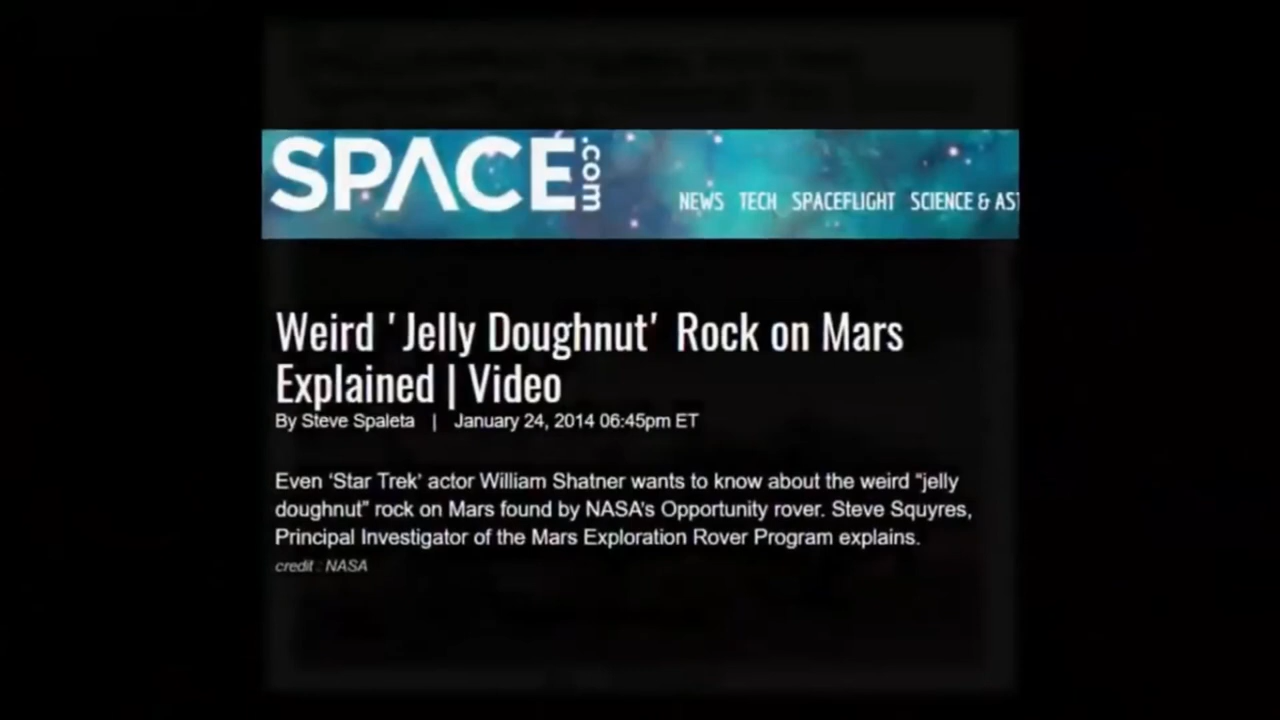 SPACE.com
NEWS TECH SPACEFLIGHT SCIENCE & AST
Weird 'Jelly Doughnut' Rock on Mars
Explained | Video
By Steve Spaleta | January 24, 2014 06:45pm ET
Even ‘Star Trek’ actor William Shatner wants to know about the weird “jelly
doughnut” rock on Mars found by NASA’s Opportunity rover. Steve Squyres,
Principal Investigator of the Mars Exploration Rover Program explains.
credit : NASA